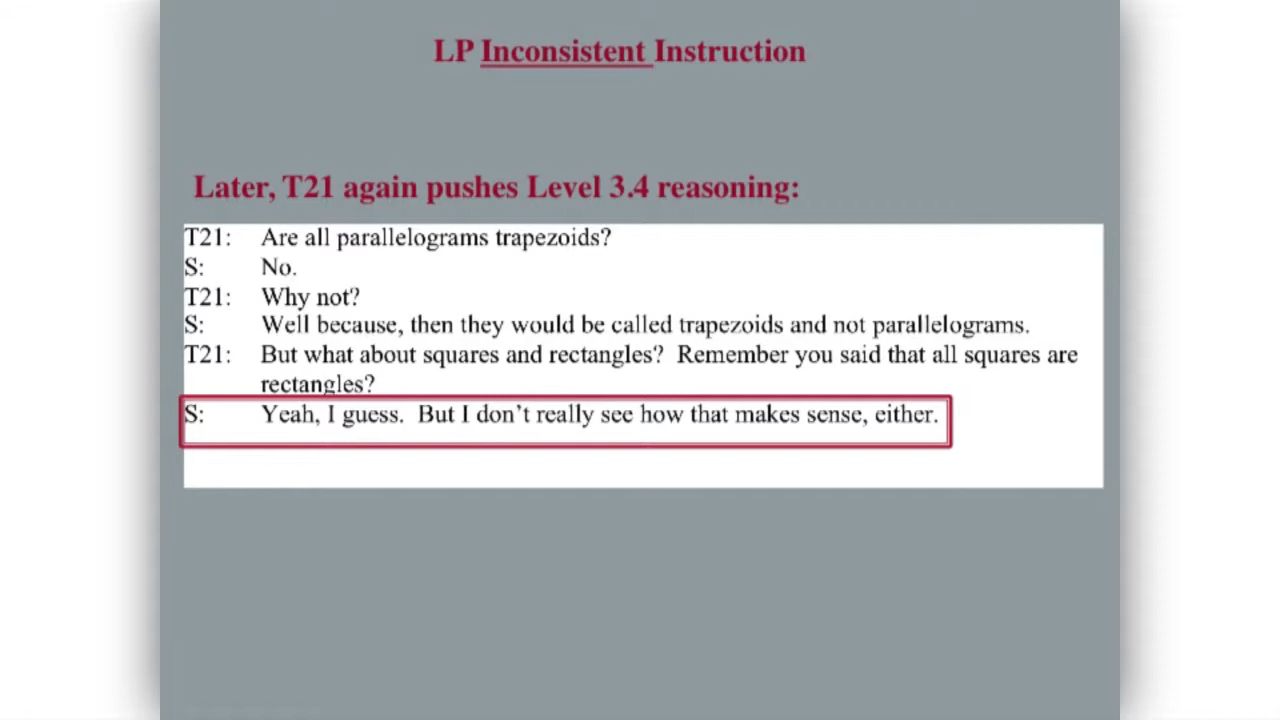 LP Inconsistent Instruction
Later, T21 again pushes Level 3.4 reasoning:
T21: Are all parallelograms trapezoids?
S: No.
T21: Why not?
S: Well because, then they would be called trapezoids and not parallelograms.
T21: But what about squares and rectangles? Remember you said that all squares are
rectangles?
S: Yeah, I guess. But I don't really see how that makes sense, either.